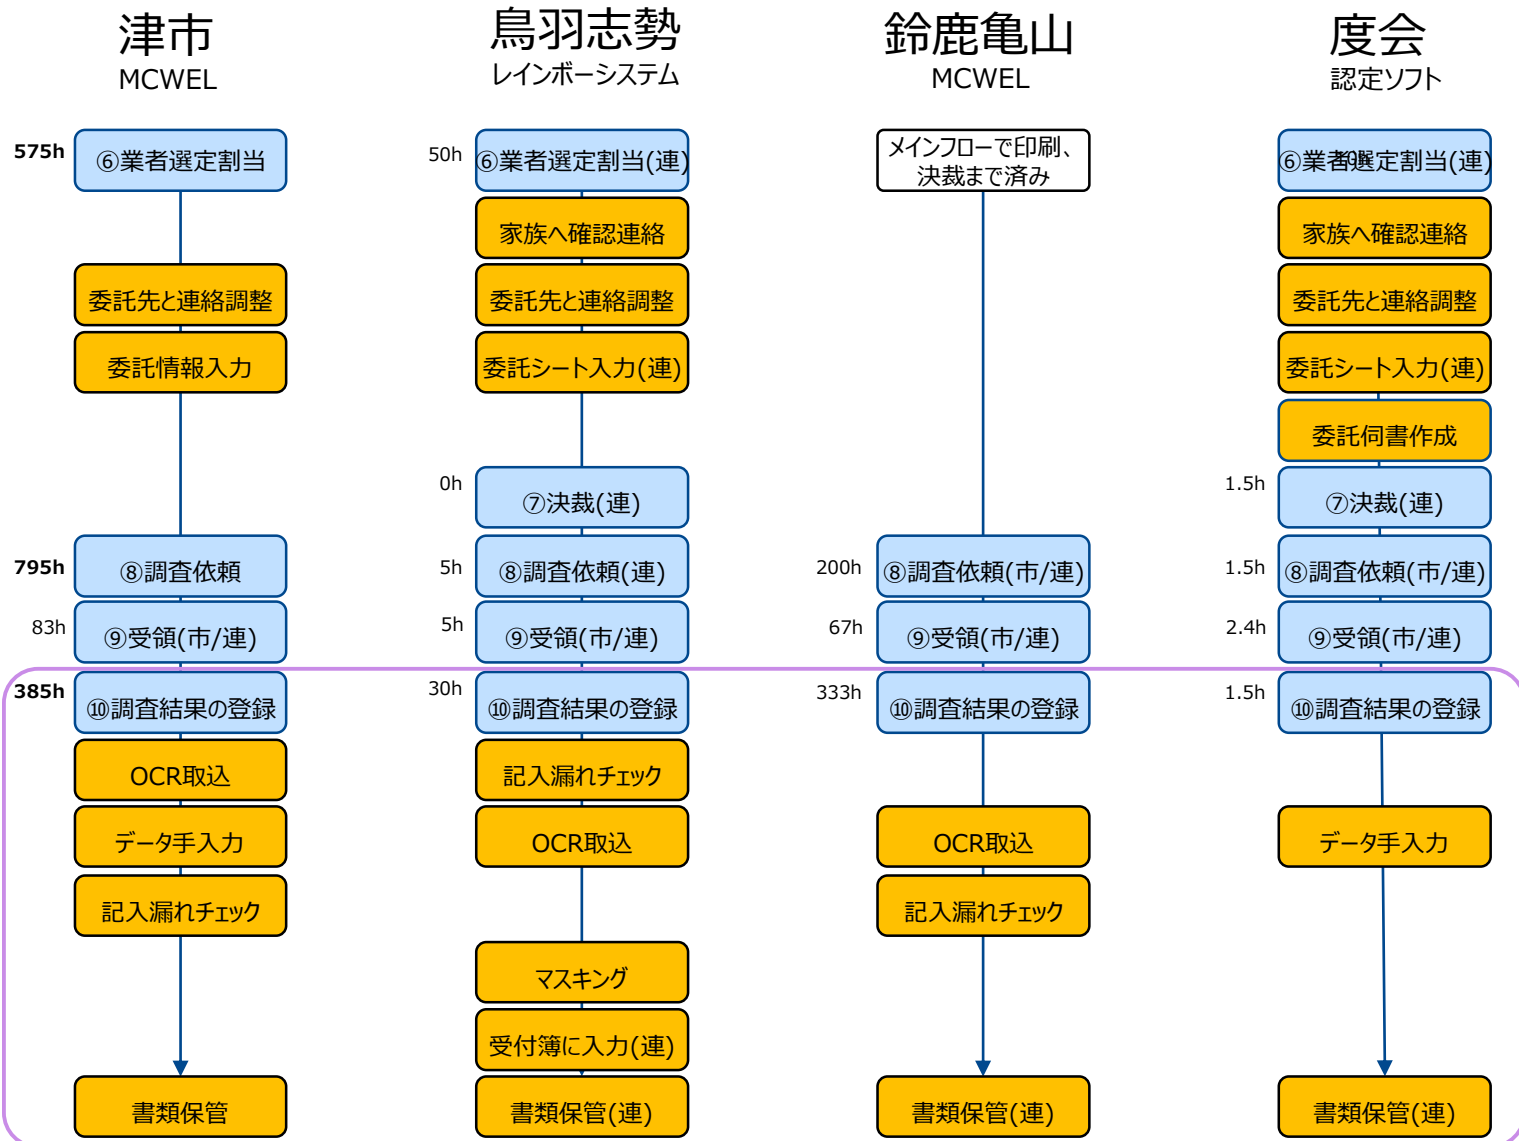 津市
MCWEL
575h
⑥業者選定割当
委託先と連絡調整
委託情報入力
795h
⑧調査依頼
83h
⑨受領(市/連)
385h
⑩調査結果の登録
OCR取込
データ手入力
記入漏れチェック
書類保管
鳥羽志勢
レインボーシステム
50h
⑥業者選定割当(連)
家族へ確認連絡
委託先と連絡調整
委託シート入力(連)
0h
⑦決裁(連)
5h
⑧調査依頼(連)
5h
⑨受領(市/連)
30h
⑩調査結果の登録
記入漏れチェック
OCR取込
マスキング
受付簿に入力(連)
書類保管(連)
鈴鹿亀山
MCWEL
メインフローで印刷、
決裁まで済み
200h
⑧調査依頼(市/連)
67h
⑨受領(市/連)
333h
⑩調査結果の登録
OCR取込
記入漏れチェック
書類保管(連)
度会
認定ソフト
⑥業者選定割当(連)
家族へ確認連絡
委託先と連絡調整
委託シート入力(連)
委託伺書作成
1.5h
⑦決裁(連)
1.5h
⑧調査依頼(市/連)
2.4h
⑨受領(市/連)
1.5h
⑩調査結果の登録
データ手入力
書類保管(連)